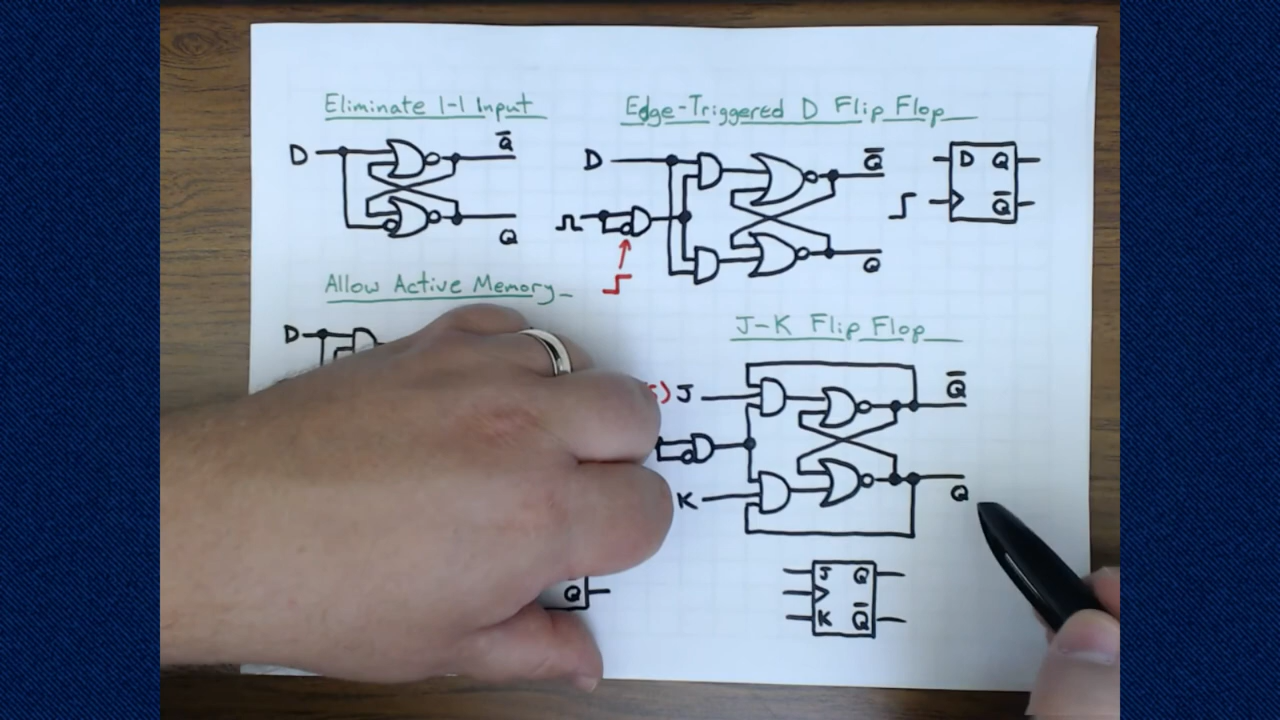 Eliminate 1-1 Input
D
Q̅
Q
Edge-Triggered D Flip Flop
D
Q̅
Q
D Q
Q̅
Allow Active Memory
D
J-K Flip Flop
) J
K
Q̅
Q
Q
J Q
K Q̅